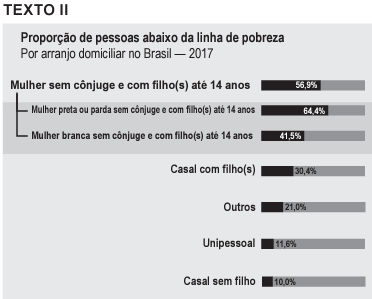 TEXTO II
Proporção de pessoas abaixo da linha de pobreza
Por arranjo domiciliar no Brasil — 2017
Mulher sem cônjuge e com filho(s) até 14 anos 56,9%
Mulher preta ou parda sem cônjuge e com filho(s) até 14 anos 64,4%
Mulher branca sem cônjuge e com filho(s) até 14 anos 41,5%
Casal com filho(s) 30,4%
Outros 21,0%
Unipessoal 11,6%
Casal sem filho 10,0%